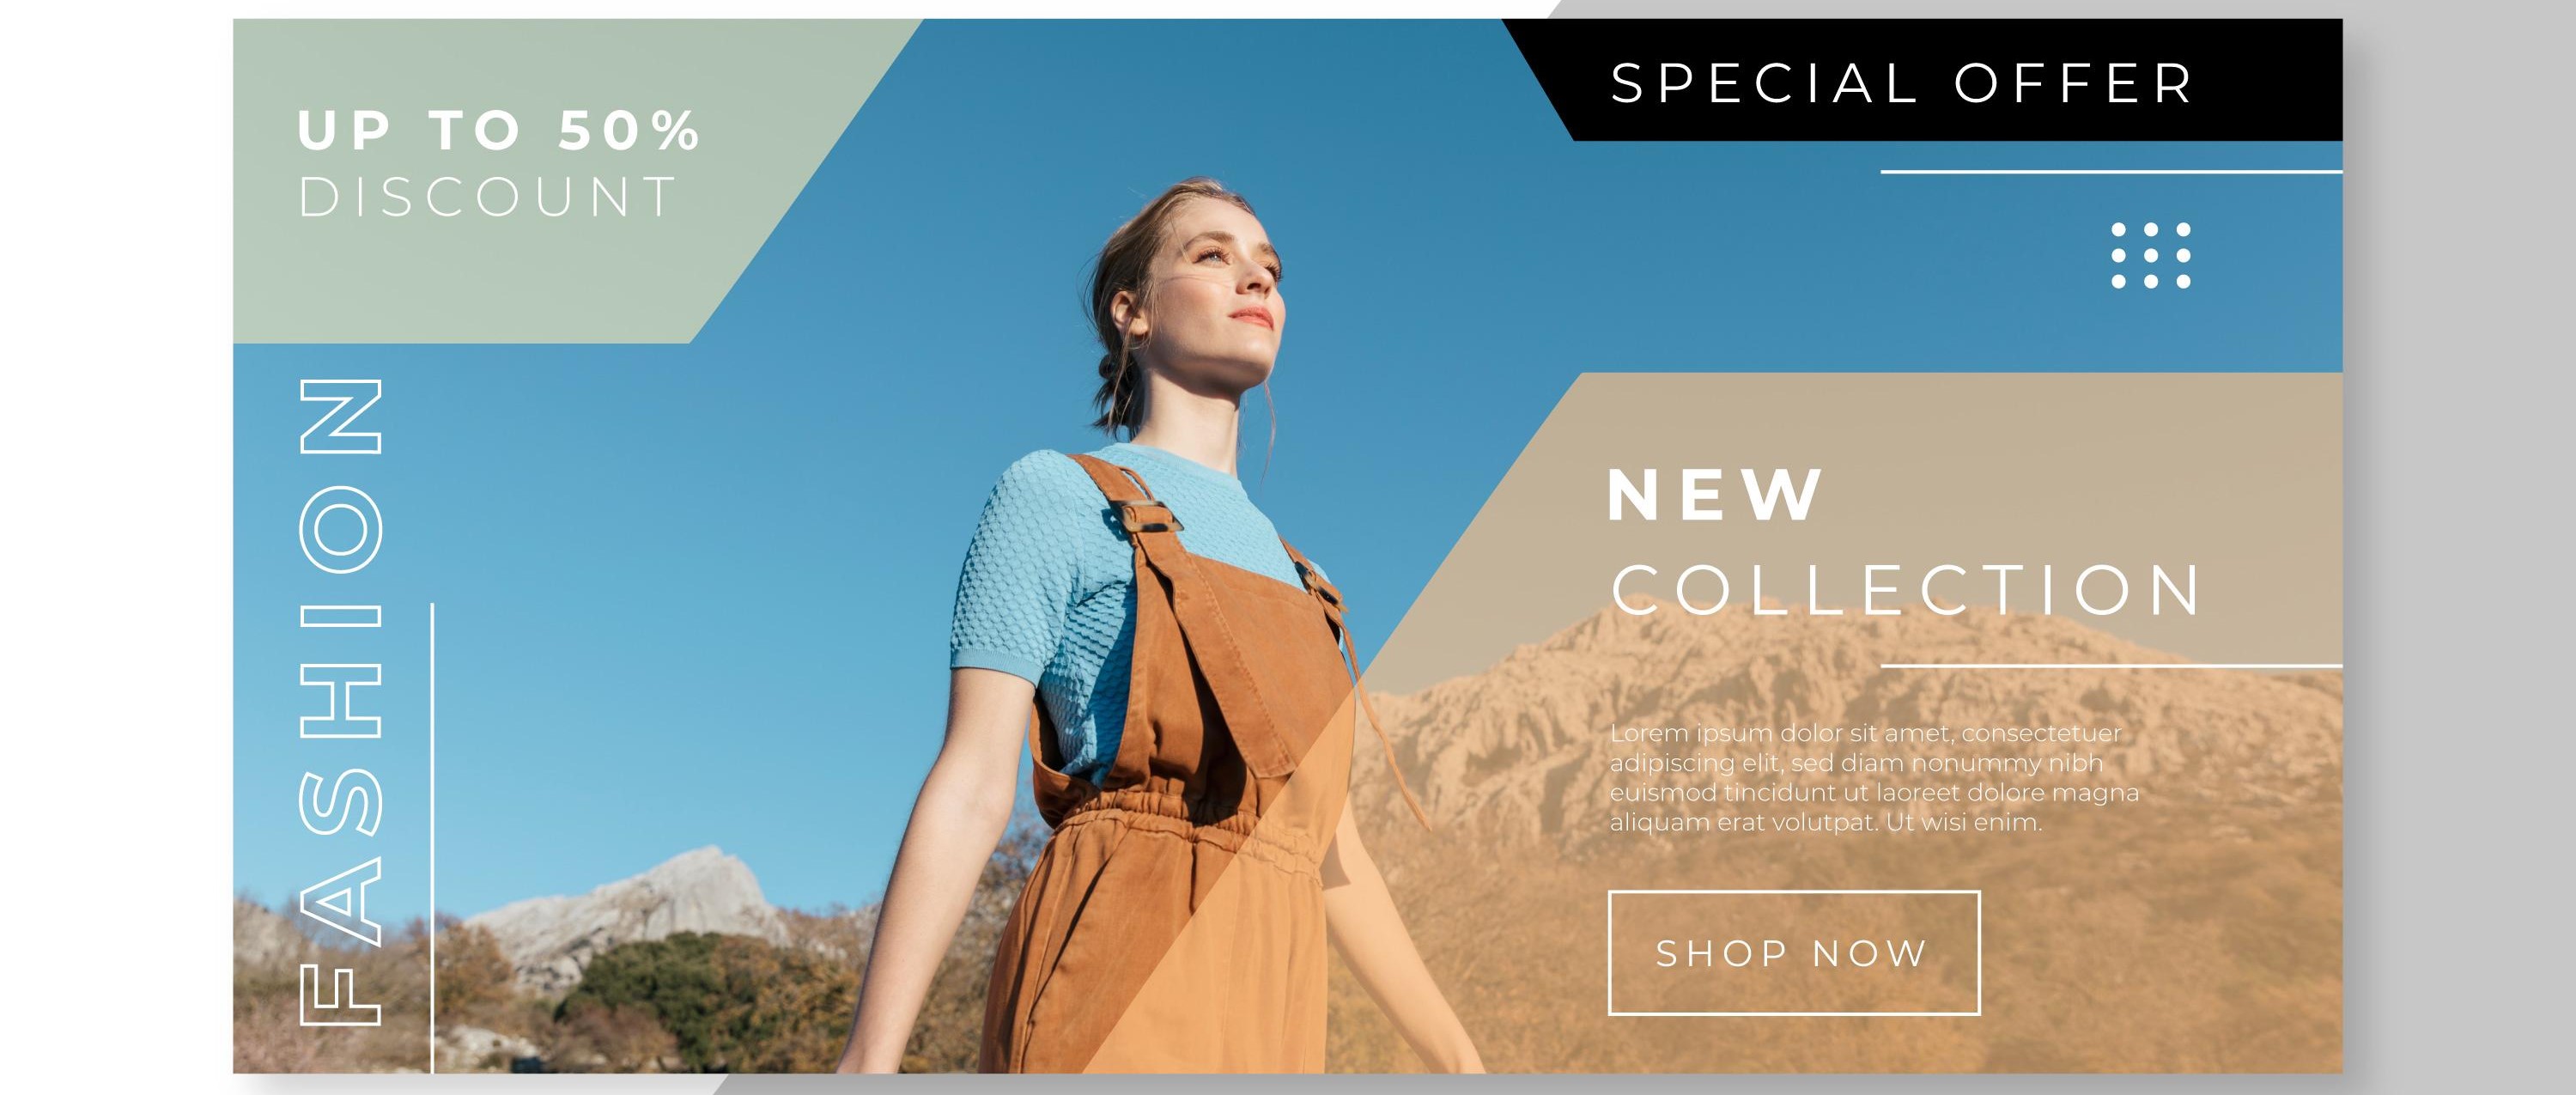 UP TO 50%
DISCOUNT
SPECIAL OFFER
FASHION
NEW
COLLECTION
Lorem ipsum dolor sit amet, consectetuer
adipiscing elit, sed diam nonummy nibh
euismod tincidunt ut laoreet dolore magna
aliquam erat volutpat. Ut wisi enim.
SHOP NOW